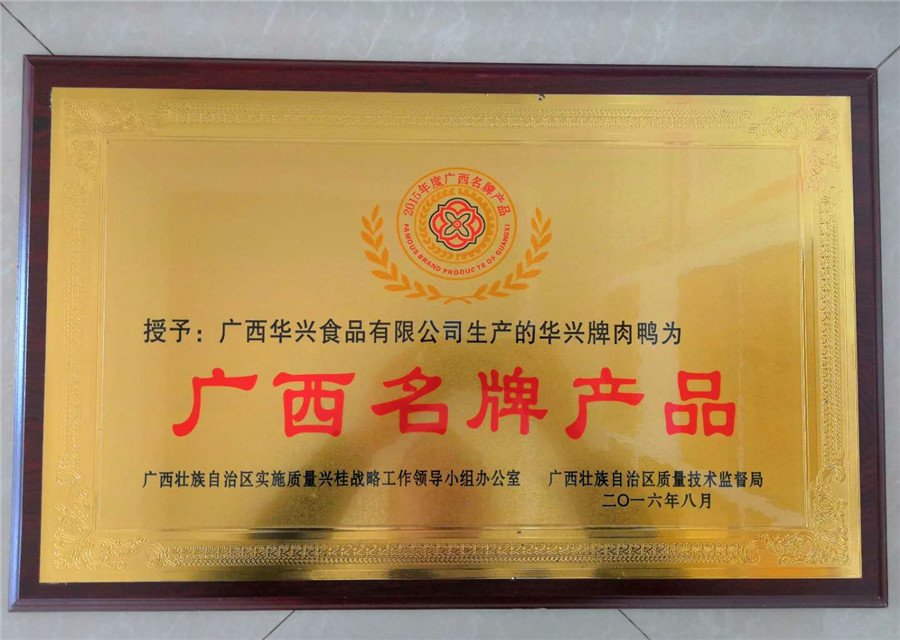 2015年度广西名牌产品
FAMOUS BRAND PRODUCTS OF GUANGXI
授予：广西华兴食品有限公司生产的华兴牌肉鸭为
广西名牌产品
广西壮族自治区实施质量兴桂战略工作领导小组办公室 广西壮族自治区质量技术监督局
二〇一六年八月